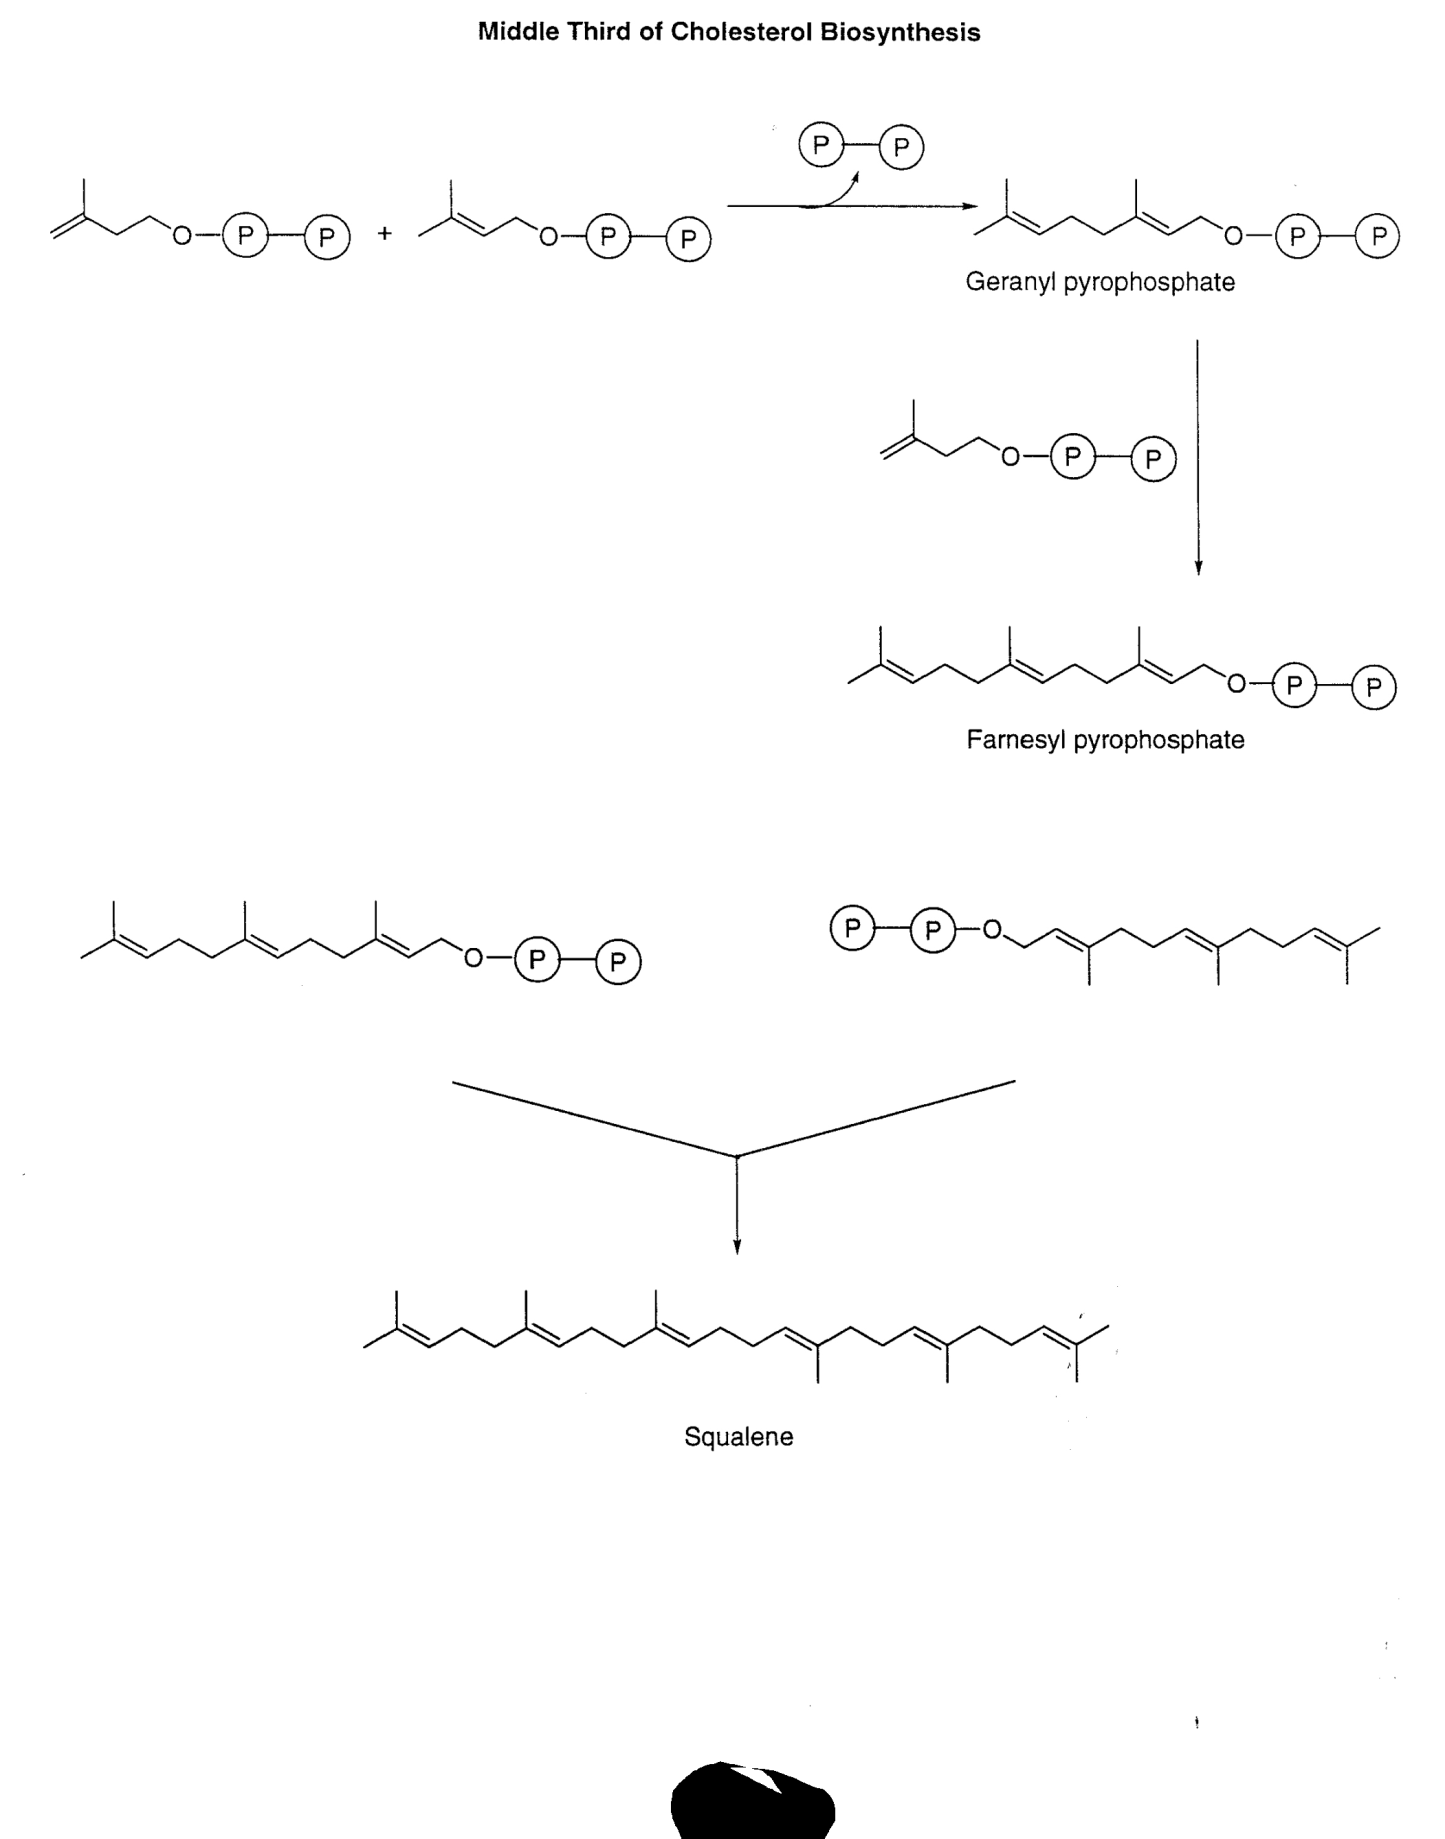 Middle Third of Cholesterol Biosynthesis
P P
O P P + O P P O P P
Geranyl pyrophosphate
O P P
O P P
Farnesyl pyrophosphate
O P P P P O
Squalene